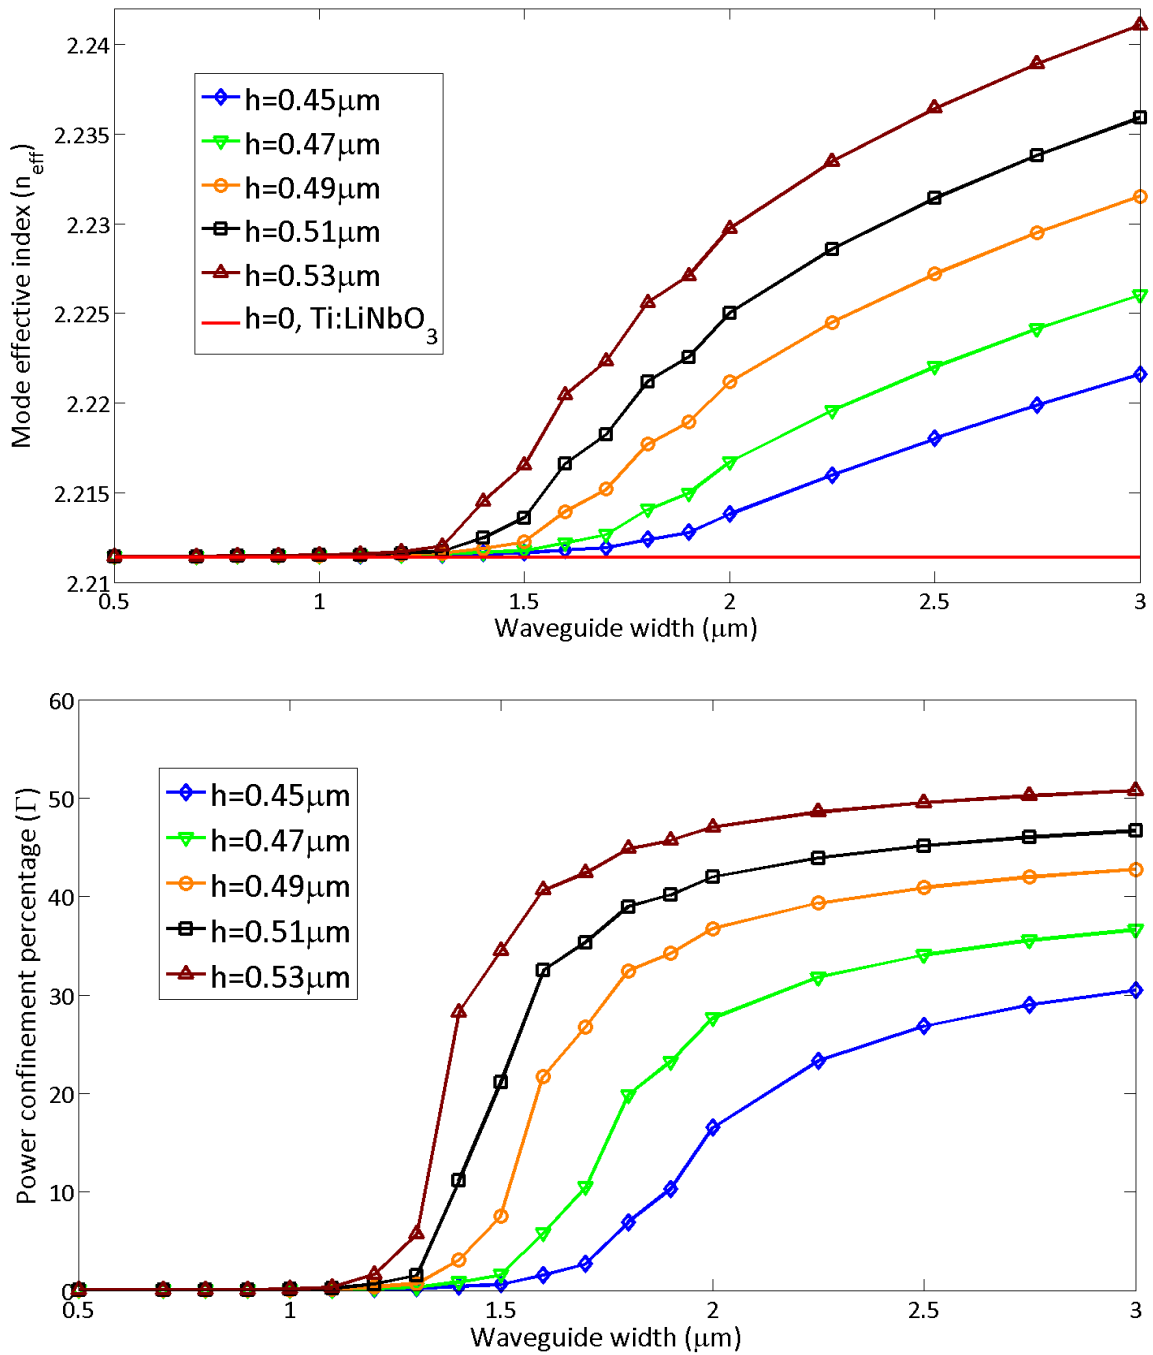 2.24
2.235
2.23
2.225
2.22
2.215
2.21
Mode effective index (n_eff)
h=0.45μm
h=0.47μm
h=0.49μm
h=0.51μm
h=0.53μm
h=0, Ti:LiNbO₃
0.5 1 1.5 2 2.5 3
Waveguide width (μm)
60
50
40
30
20
10
0
Power confinement percentage (Γ)
h=0.45μm
h=0.47μm
h=0.49μm
h=0.51μm
h=0.53μm
0.5 1 1.5 2 2.5 3
Waveguide width (μm)